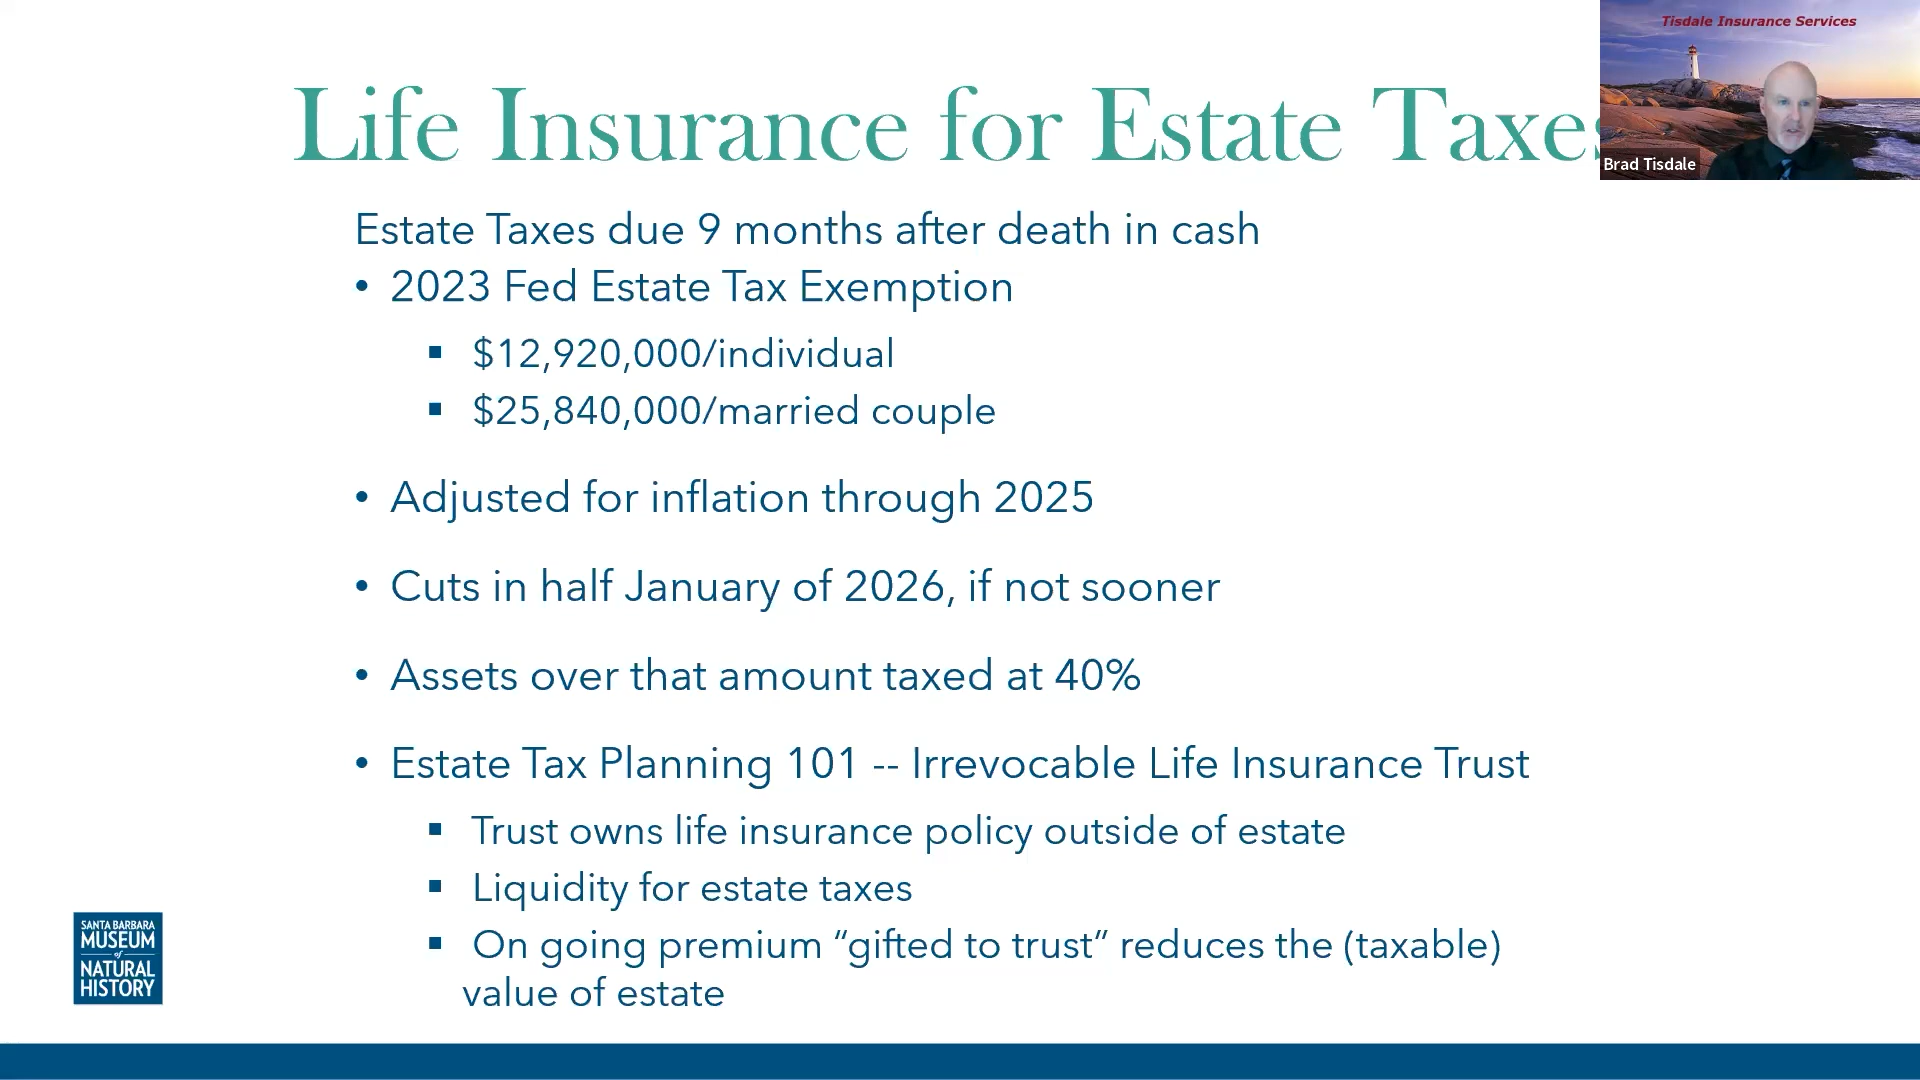 Tisdale Insurance Services
Life Insurance for Estate Taxes
Brad Tisdale
Estate Taxes due 9 months after death in cash
• 2023 Fed Estate Tax Exemption
▪ $12,920,000/individual
▪ $25,840,000/married couple
• Adjusted for inflation through 2025
• Cuts in half January of 2026, if not sooner
• Assets over that amount taxed at 40%
• Estate Tax Planning 101 -- Irrevocable Life Insurance Trust
▪ Trust owns life insurance policy outside of estate
▪ Liquidity for estate taxes
▪ On going premium “gifted to trust” reduces the (taxable)
value of estate
SANTA BARBARA
MUSEUM
of
NATURAL
HISTORY